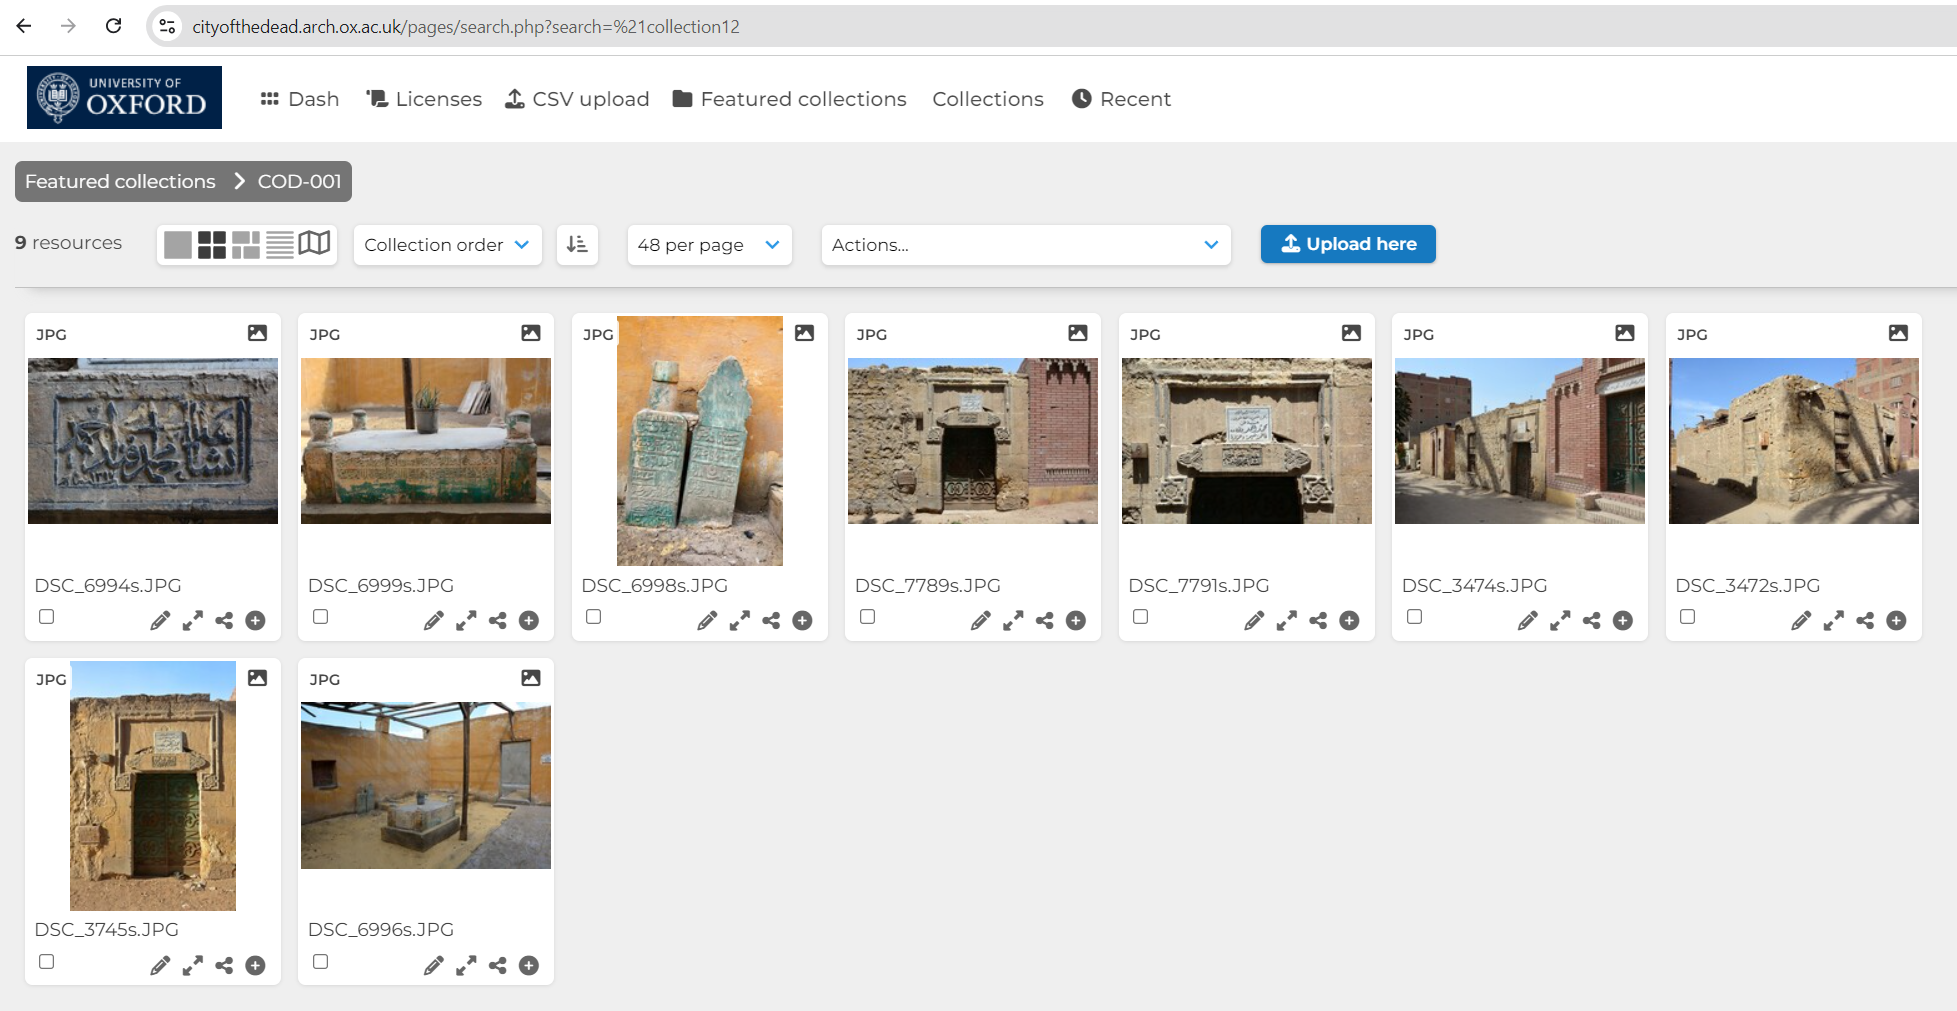 cityofthedead.arch.ox.ac.uk/pages/search.php?search=%21collection12
UNIVERSITY OF
OXFORD
Dash
Licenses
CSV upload
Featured collections
Collections
Recent
Featured collections
COD-001
9 resources
Collection order
48 per page
Actions...
Upload here
JPG
JPG
JPG
JPG
JPG
JPG
JPG
DSC_6994s.JPG
DSC_6999s.JPG
DSC_6998s.JPG
DSC_7789s.JPG
DSC_7791s.JPG
DSC_3474s.JPG
DSC_3472s.JPG
JPG
JPG
DSC_3745s.JPG
DSC_6996s.JPG